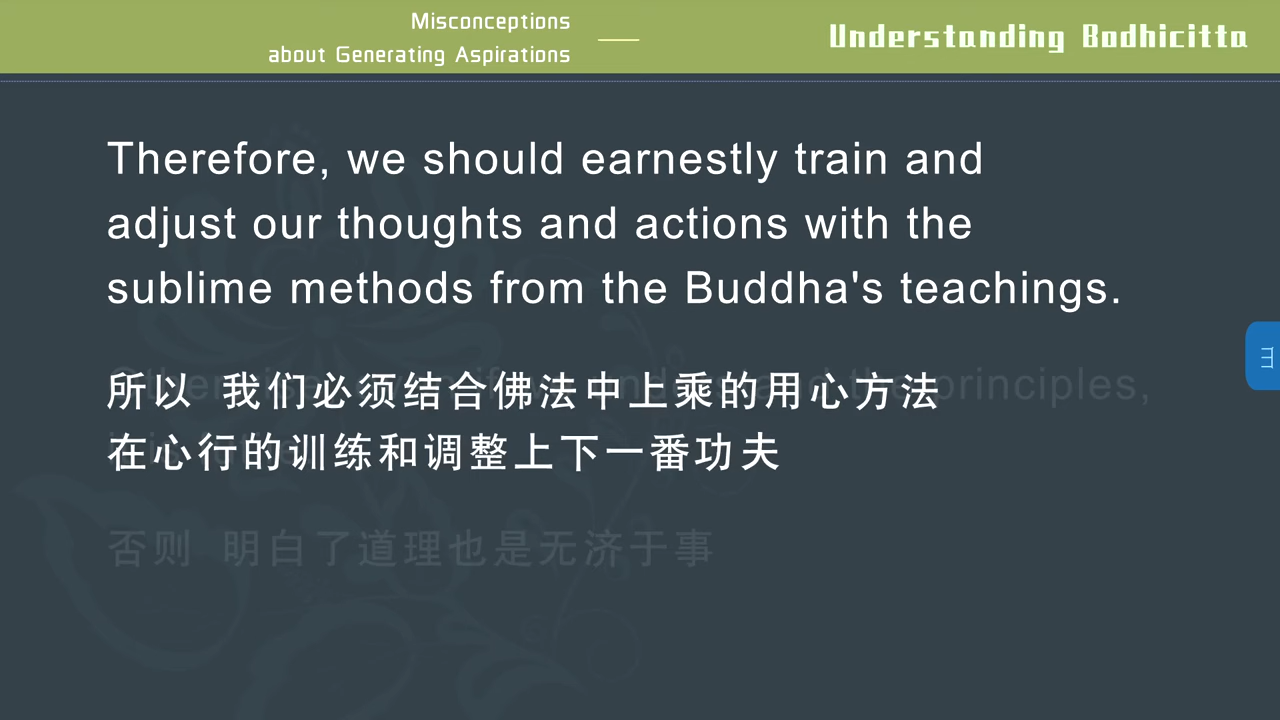 Misconceptions
about Generating Aspirations
Understanding Bodhicitta
Therefore, we should earnestly train and
adjust our thoughts and actions with the
sublime methods from the Buddha's teachings.
所以 我们必须结合佛法中上乘的用心方法
在心行的训练和调整上下一番功夫
principles,
否则 明白了道理也是无济于事